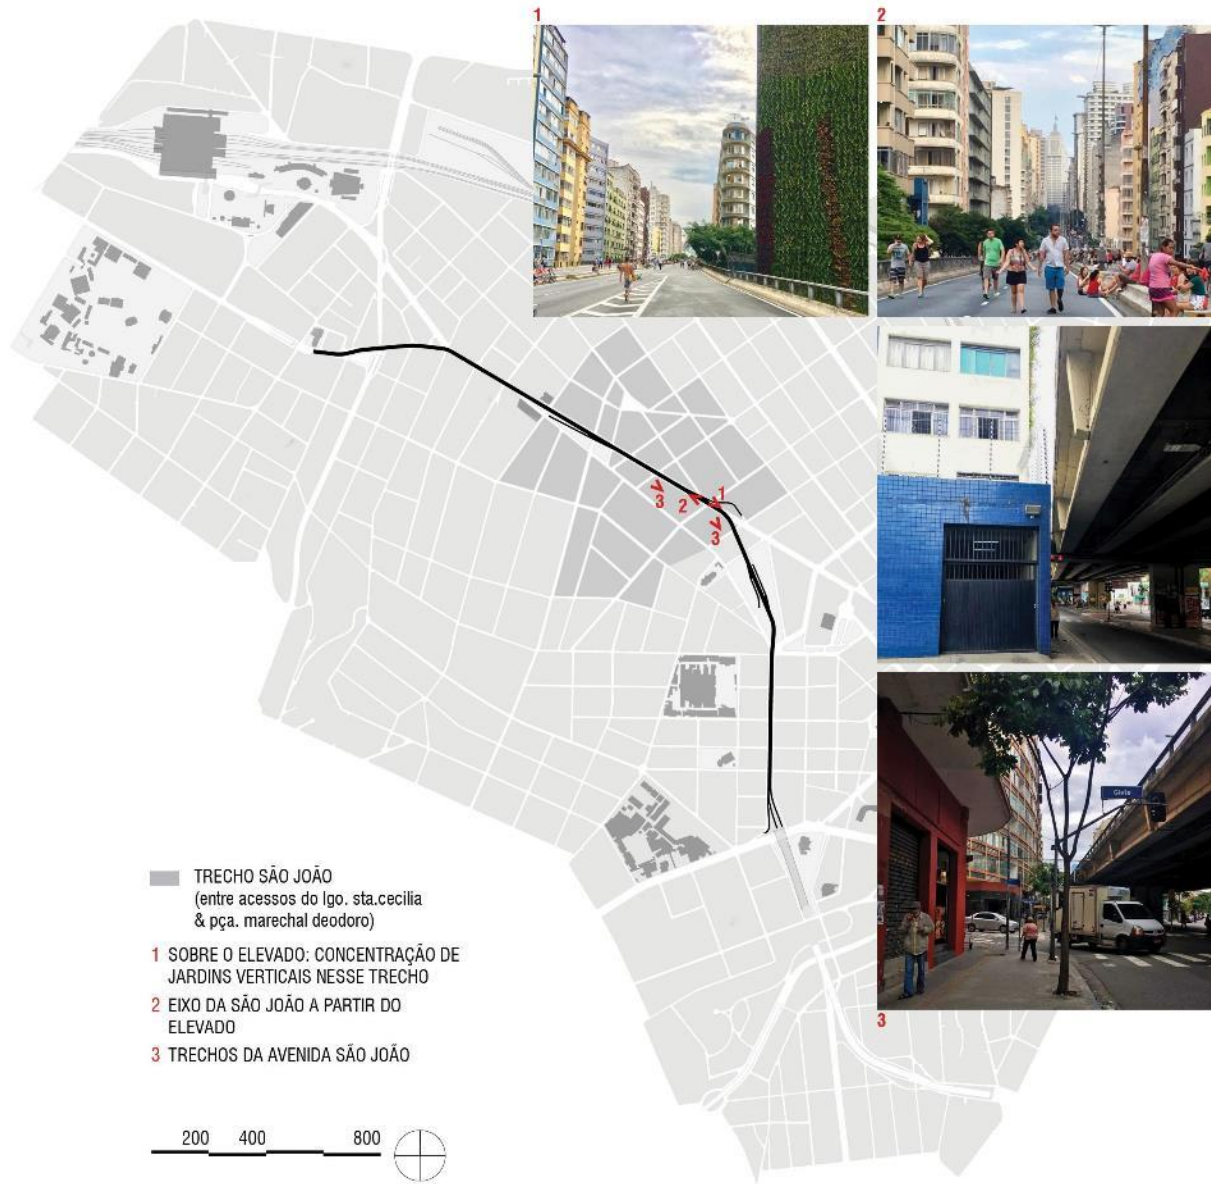 1
2
1
2
3
3
Glete
3
TRECHO SÃO JOÃO
(entre acessos do lgo. sta.cecilia
& pça. marechal deodoro)
1 SOBRE O ELEVADO: CONCENTRAÇÃO DE
JARDINS VERTICAIS NESSE TRECHO
2 EIXO DA SÃO JOÃO A PARTIR DO
ELEVADO
3 TRECHOS DA AVENIDA SÃO JOÃO
200 400 800